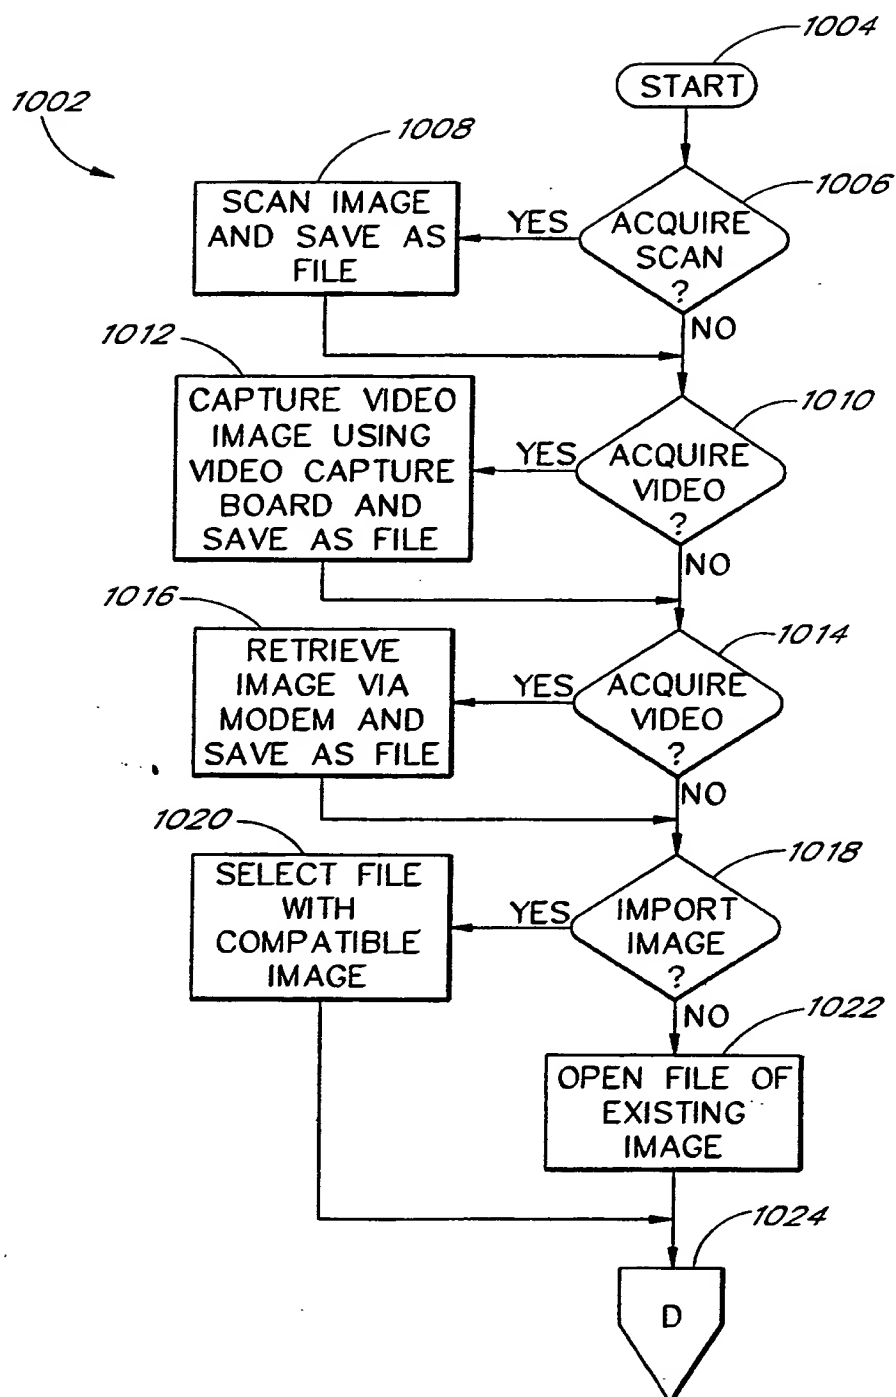 1004
START
1002
1008
1006
SCAN IMAGE
AND SAVE AS
FILE
YES
ACQUIRE
SCAN
?
NO
1012
1010
CAPTURE VIDEO
IMAGE USING
VIDEO CAPTURE
BOARD AND
SAVE AS FILE
YES
ACQUIRE
VIDEO
?
NO
1016
1014
RETRIEVE
IMAGE VIA
MODEM AND
SAVE AS FILE
YES
ACQUIRE
VIDEO
?
NO
1020
1018
SELECT FILE
WITH
COMPATIBLE
IMAGE
YES
IMPORT
IMAGE
?
NO
1022
OPEN FILE OF
EXISTING
IMAGE
1024
D